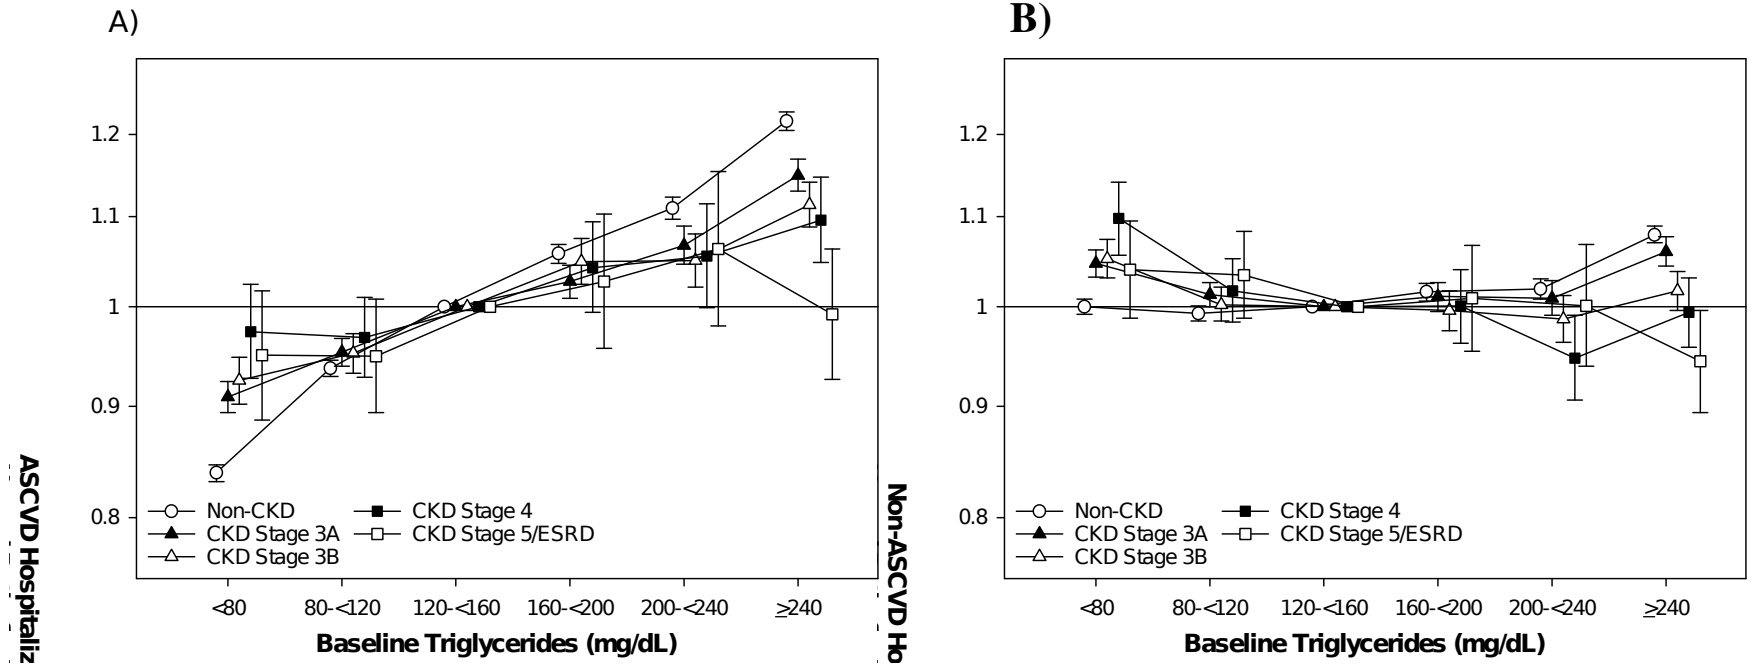 A)
1.2
1.1
1
0.9
0.8
Non-CKD
CKD Stage 3A
CKD Stage 3B
CKD Stage 4
CKD Stage 5/ESRD
<80
80-<120
120-<160
160-<200
200-<240
≥240
Baseline Triglycerides (mg/dL)
ASCVD
B)
1.2
1.1
1
0.9
0.8
Non-CKD
CKD Stage 3A
CKD Stage 3B
CKD Stage 4
CKD Stage 5/ESRD
<80
80-<120
120-<160
160-<200
200-<240
≥240
Baseline Triglycerides (mg/dL)
Non-ASCVD